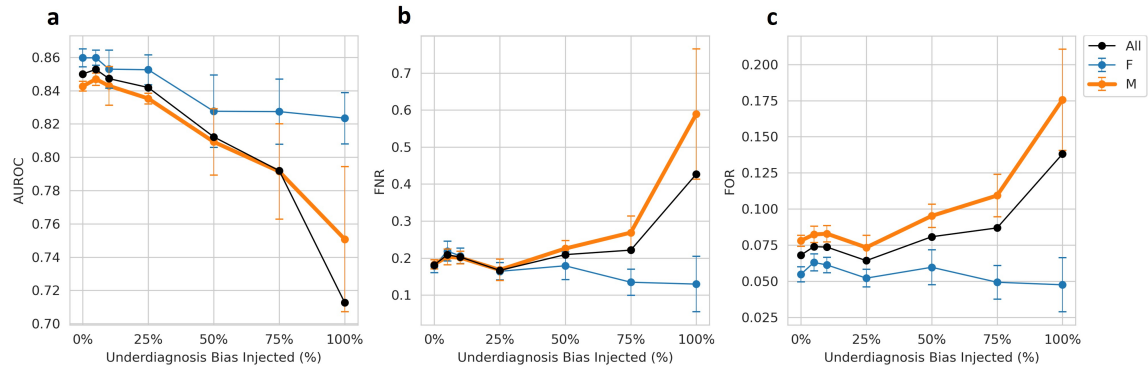 a
AUROC
0.86
0.84
0.82
0.80
0.78
0.76
0.74
0.72
0.70
0% 25% 50% 75% 100%
Underdiagnosis Bias Injected (%)
b
FNR
0.7
0.6
0.5
0.4
0.3
0.2
0.1
0% 25% 50% 75% 100%
Underdiagnosis Bias Injected (%)
c
FOR
0.200
0.175
0.150
0.125
0.100
0.075
0.050
0.025
0% 25% 50% 75% 100%
Underdiagnosis Bias Injected (%)
All
F
M